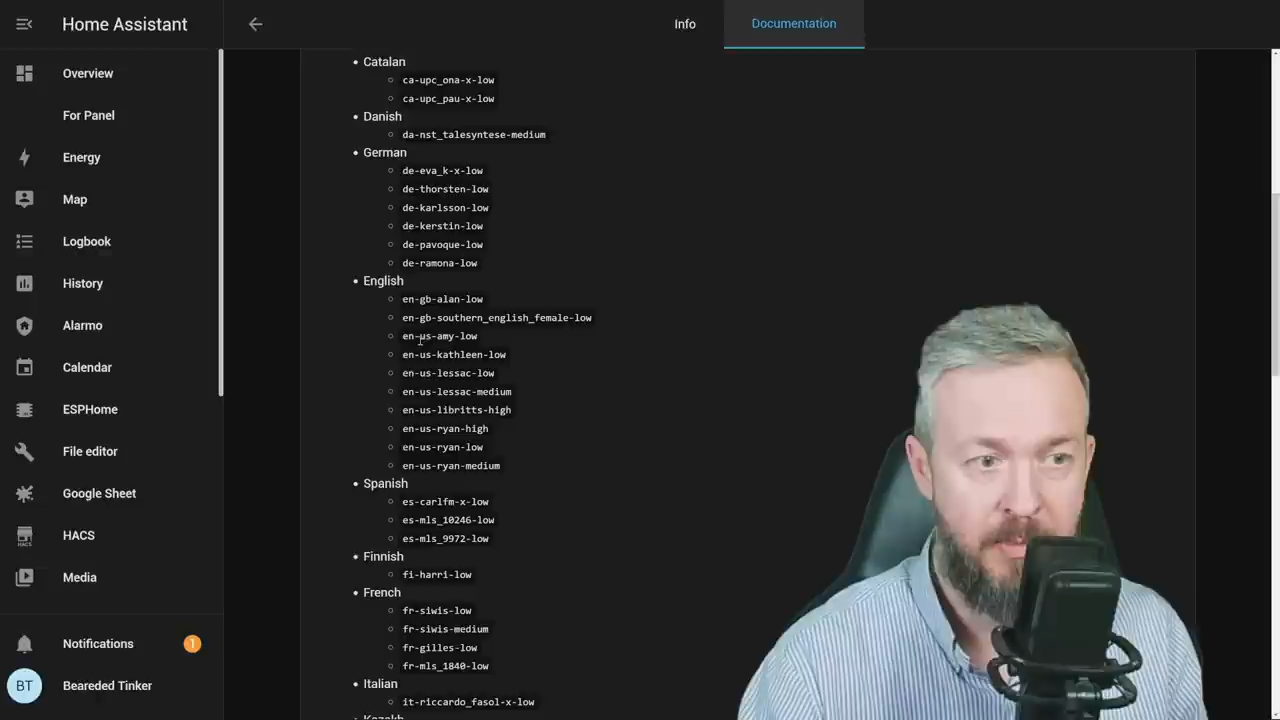 Home Assistant
Info
Documentation
Overview
For Panel
Energy
Map
Logbook
History
Alarmo
Calendar
ESPHome
File editor
Google Sheet
HACS
HACS
Media
Notifications
1
BT
Beareded Tinker
Catalan
ca-upc_ona-x-low
ca-upc_pau-x-low
Danish
da-nst_talesyntese-medium
German
de-eva_k-x-low
de-thorsten-low
de-karlsson-low
de-kerstin-low
de-pavoque-low
de-ramona-low
English
en-gb-alan-low
en-gb-southern_english_female-low
en-us-amy-low
en-us-kathleen-low
en-us-lessac-low
en-us-lessac-medium
en-us-libritts-high
en-us-ryan-high
en-us-ryan-low
en-us-ryan-medium
Spanish
es-carlfm-x-low
es-mls_10246-low
es-mls_9972-low
Finnish
fi-harri-low
French
fr-siwis-low
fr-siwis-medium
fr-gilles-low
fr-mls_1840-low
Italian
it-riccardo_fasol-x-low
Kazakh